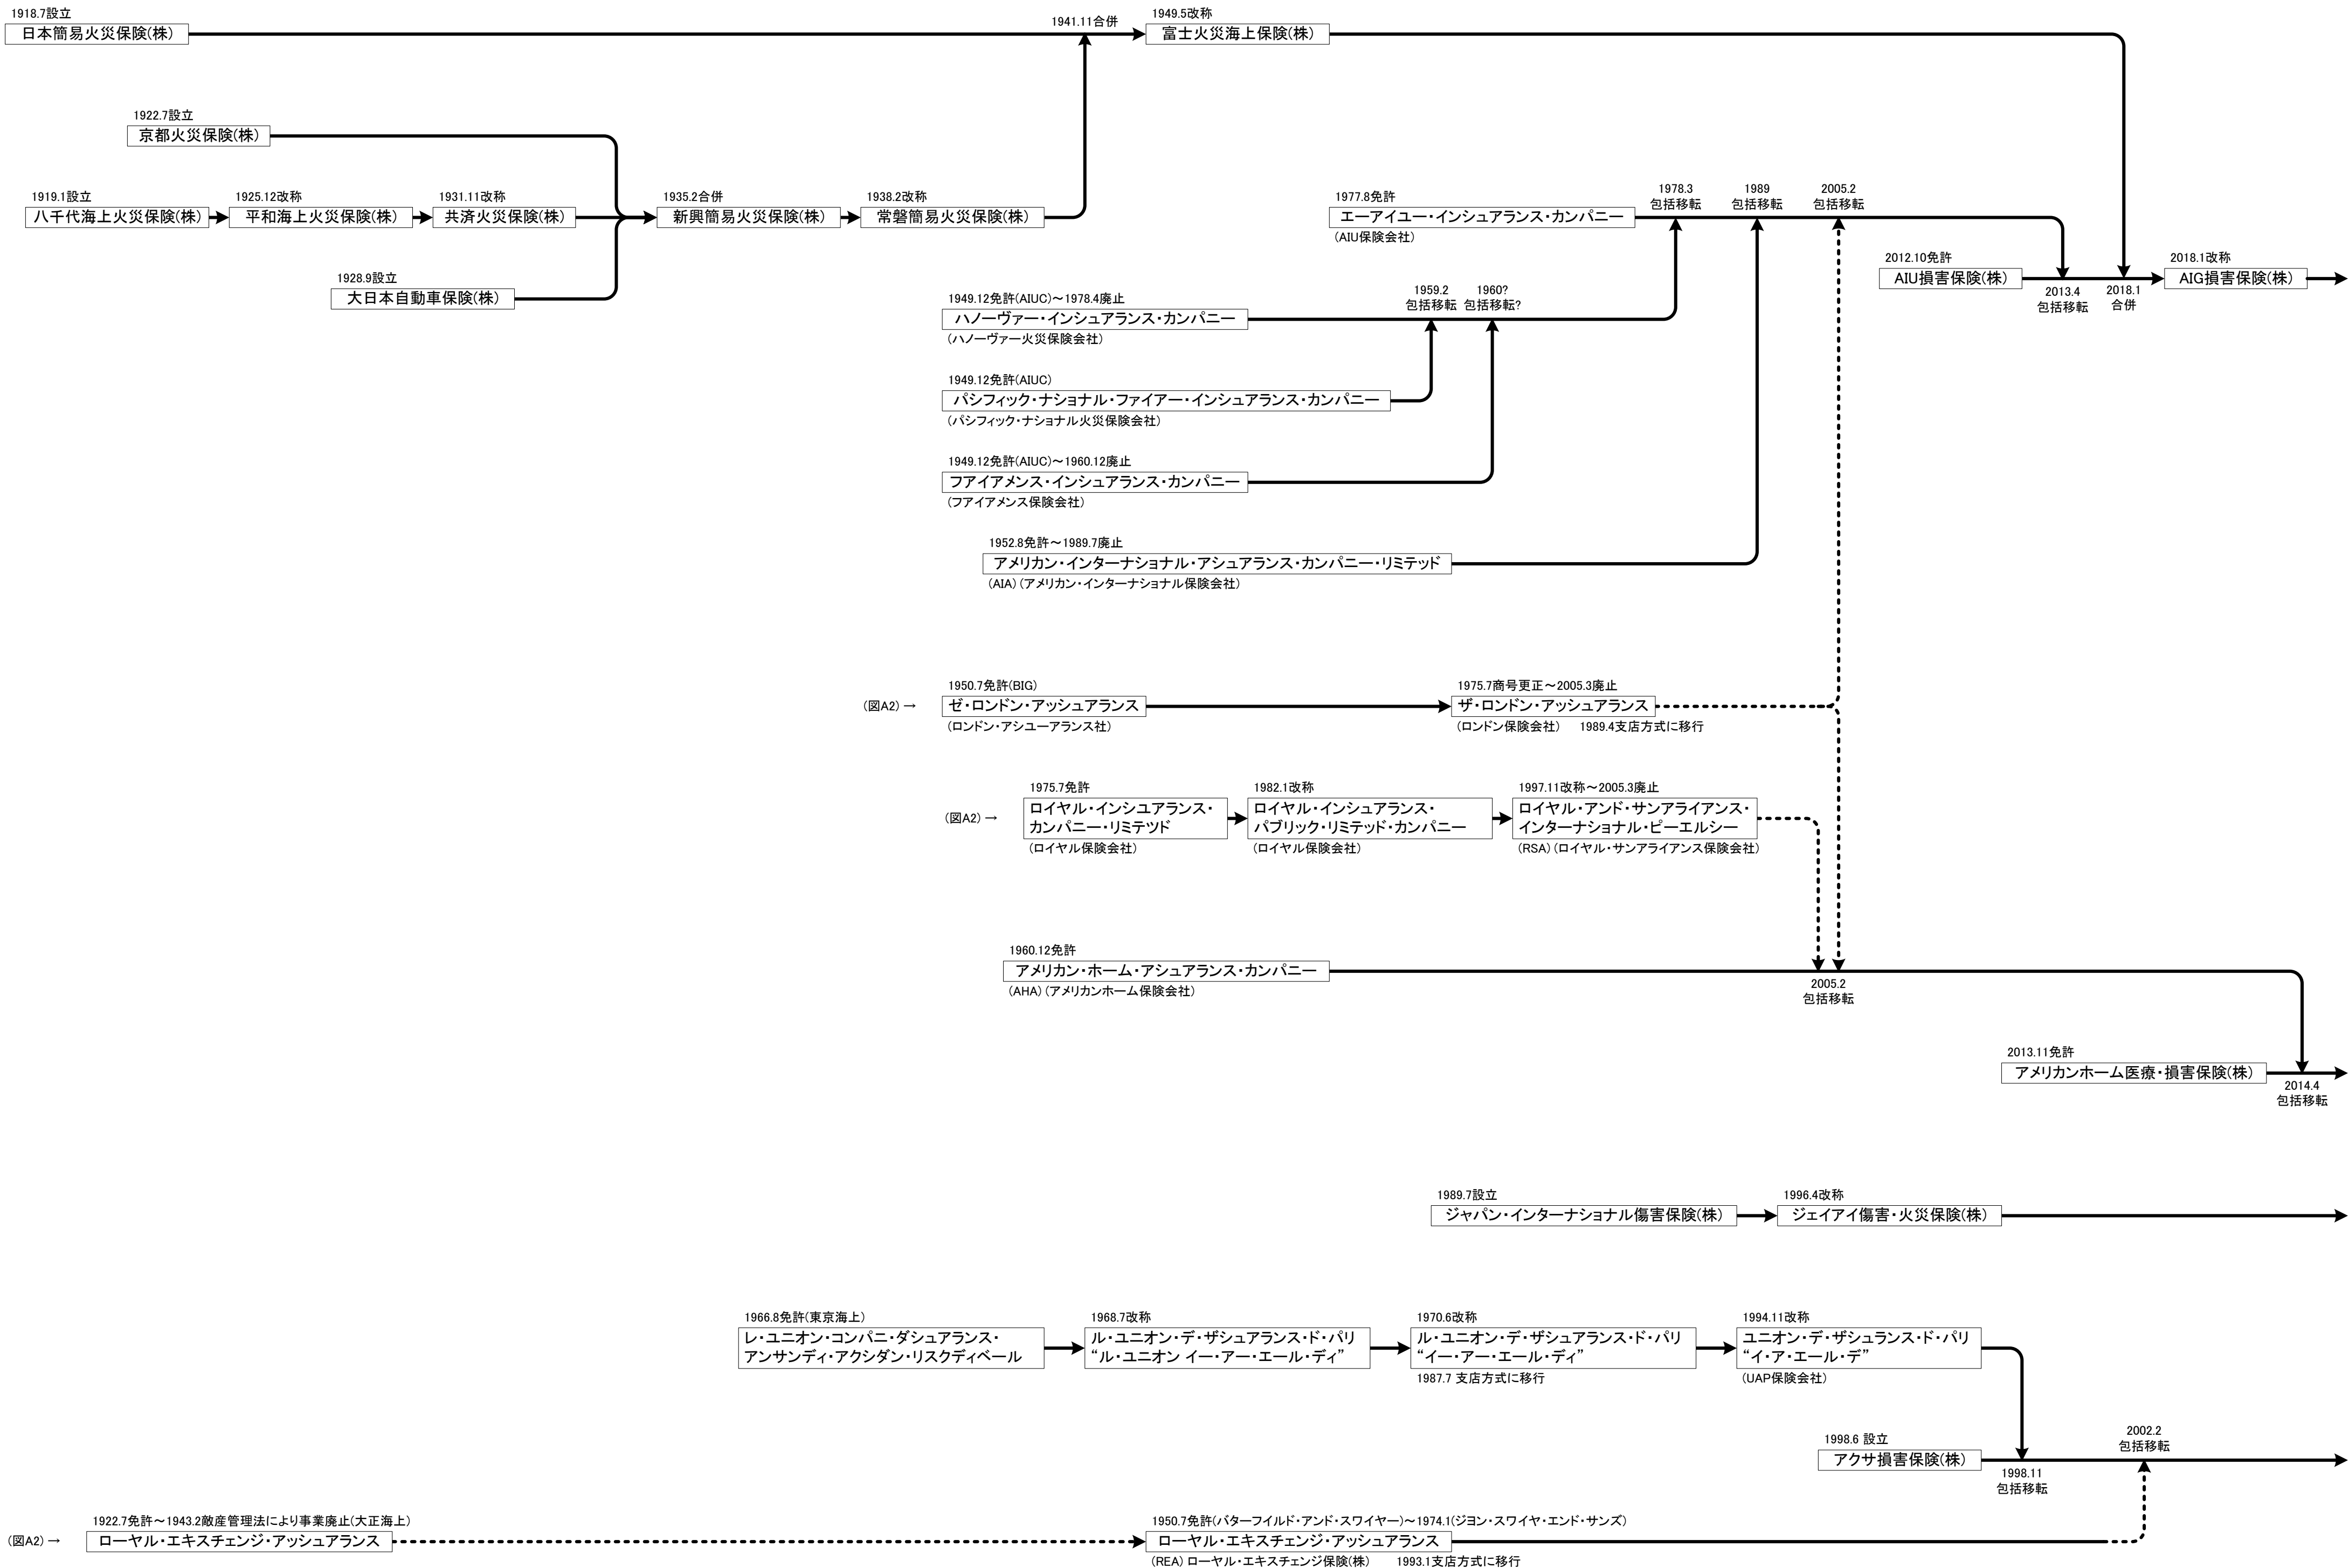 1918.7設立
日本簡易火災保険(株)
1941.11合併
1949.5改称
富士火災海上保険(株)
1922.7設立
京都火災保険(株)
1919.1設立
八千代海上火災保険(株)
1925.12改称
平和海上火災保険(株)
1931.11改称
共済火災保険(株)
1935.2合併
新興簡易火災保険(株)
1938.2改称
常磐簡易火災保険(株)
1928.9設立
大日本自動車保険(株)
1977.8免許
エーアイユー・インシュアランス・カンパニー
(AIU保険会社)
1978.3
包括移転
1989
包括移転
2005.2
包括移転
2012.10免許
AIU損害保険(株)
2013.4
包括移転
2018.1
合併
2018.1改称
AIG損害保険(株)
1949.12免許(AIUC)～1978.4廃止
ハノーヴァー・インシュアランス・カンパニー
(ハノーヴァー火災保険会社)
1959.2
包括移転
1960?
包括移転?
1949.12免許(AIUC)
パシフィック・ナショナル・ファイアー・インシュアランス・カンパニー
(パシフィック・ナショナル火災保険会社)
1949.12免許(AIUC)～1960.12廃止
フアイアメンス・インシュアランス・カンパニー
(フアイアメンス保険会社)
1952.8免許～1989.7廃止
アメリカン・インターナショナル・アシュアランス・カンパニー・リミテッド
(AIA)(アメリカン・インターナショナル保険会社)
(図A2)→
1950.7免許(BIG)
ゼ・ロンドン・アッシュアランス
(ロンドン・アシユーアランス社)
1975.7商号更正～2005.3廃止
ザ・ロンドン・アッシュアランス
(ロンドン保険会社) 1989.4支店方式に移行
(図A2)→
1975.7免許
ロイヤル・インシユアランス・
カンパニー・リミテツド
(ロイヤル保険会社)
1982.1改称
ロイヤル・インシュアランス・
パブリック・リミテッド・カンパニー
(ロイヤル保険会社)
1997.11改称～2005.3廃止
ロイヤル・アンド・サンアライアンス・
インターナショナル・ピーエルシー
(RSA)(ロイヤル・サンアライアンス保険会社)
1960.12免許
アメリカン・ホーム・アシュアランス・カンパニー
(AHA)(アメリカンホーム保険会社)
2005.2
包括移転
2013.11免許
アメリカンホーム医療・損害保険(株)
2014.4
包括移転
1989.7設立
ジャパン・インターナショナル傷害保険(株)
1996.4改称
ジェイアイ傷害・火災保険(株)
1966.8免許(東京海上)
レ・ユニオン・コンパニ・ダシュアランス・
アンサンディ・アクシダン・リスクディベール
1968.7改称
ル・ユニオン・デ・ザシュアランス・ド・パリ
“ル・ユニオン イー・アー・エール・ディ”
1970.6改称
ル・ユニオン・デ・ザシュアランス・ド・パリ
“イー・アー・エール・ディ”
1987.7 支店方式に移行
1994.11改称
ユニオン・デ・ザシュランス・ド・パリ
“イ・ア・エール・デ”
(UAP保険会社)
1998.6 設立
アクサ損害保険(株)
1998.11
包括移転
2002.2
包括移転
(図A2)→
1922.7免許～1943.2敵産管理法により事業廃止(大正海上)
ローヤル・エキスチェンジ・アッシュアランス
1950.7免許(バターフイルド・アンド・スワイヤー)～1974.1(ジヨン・スワイヤ・エンド・サンズ)
ローヤル・エキスチェンジ・アッシュアランス
(REA)ローヤル・エキスチェンジ保険(株) 1993.1支店方式に移行